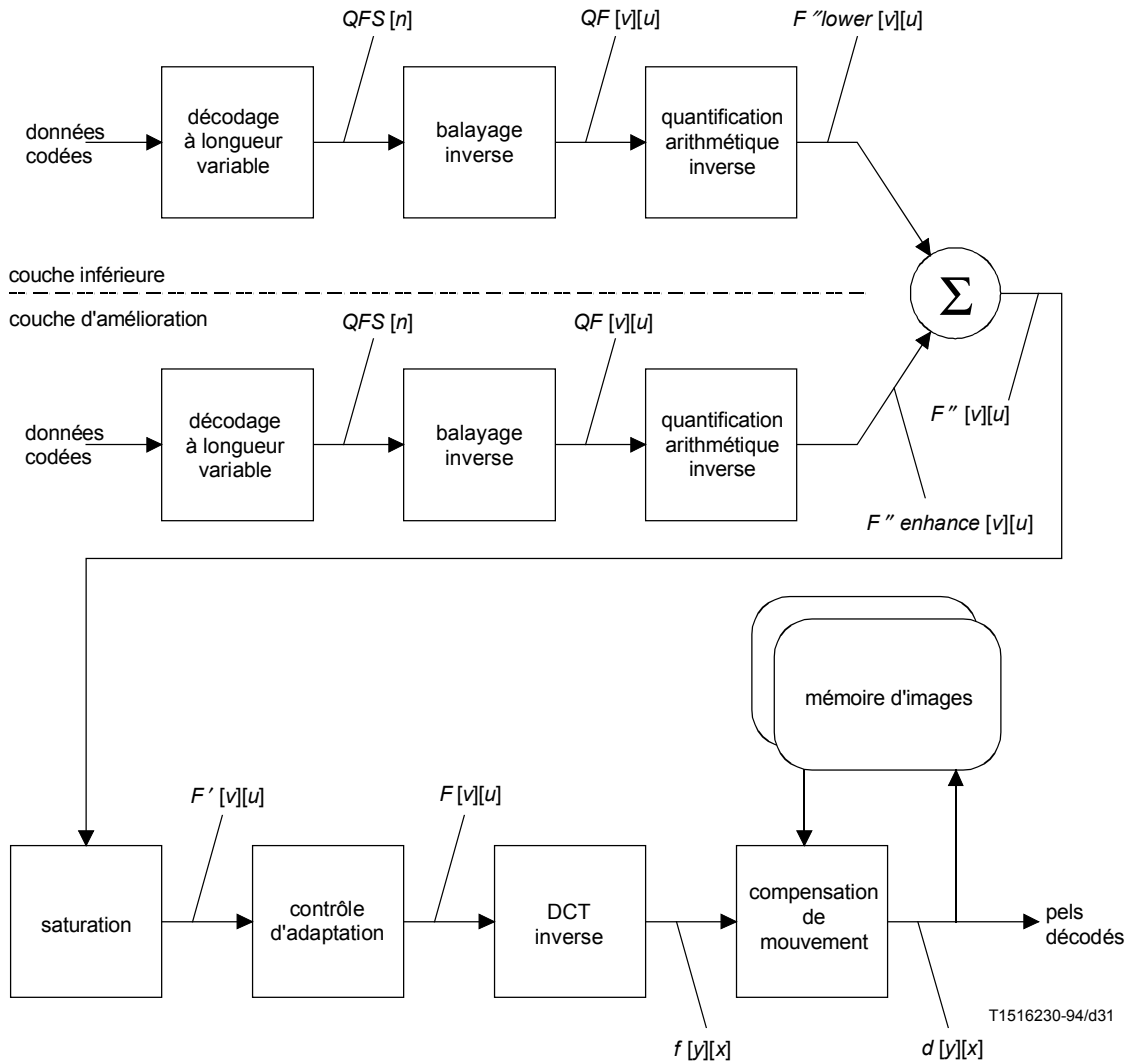 QFS [n]
QF [v][u]
F ″lower [v][u]
données
codées
décodage
à longueur
variable
balayage
inverse
quantification
arithmétique
inverse
couche inférieure
couche d'amélioration
Σ
QFS [n]
QF [v][u]
F ″ [v][u]
données
codées
décodage
à longueur
variable
balayage
inverse
quantification
arithmétique
inverse
F ″ enhance [v][u]
mémoire d'images
F ′ [v][u]
F [v][u]
saturation
contrôle
d'adaptation
DCT
inverse
compensation
de
mouvement
pels
décodés
f [y][x]
d [y][x]
T1516230-94/d31